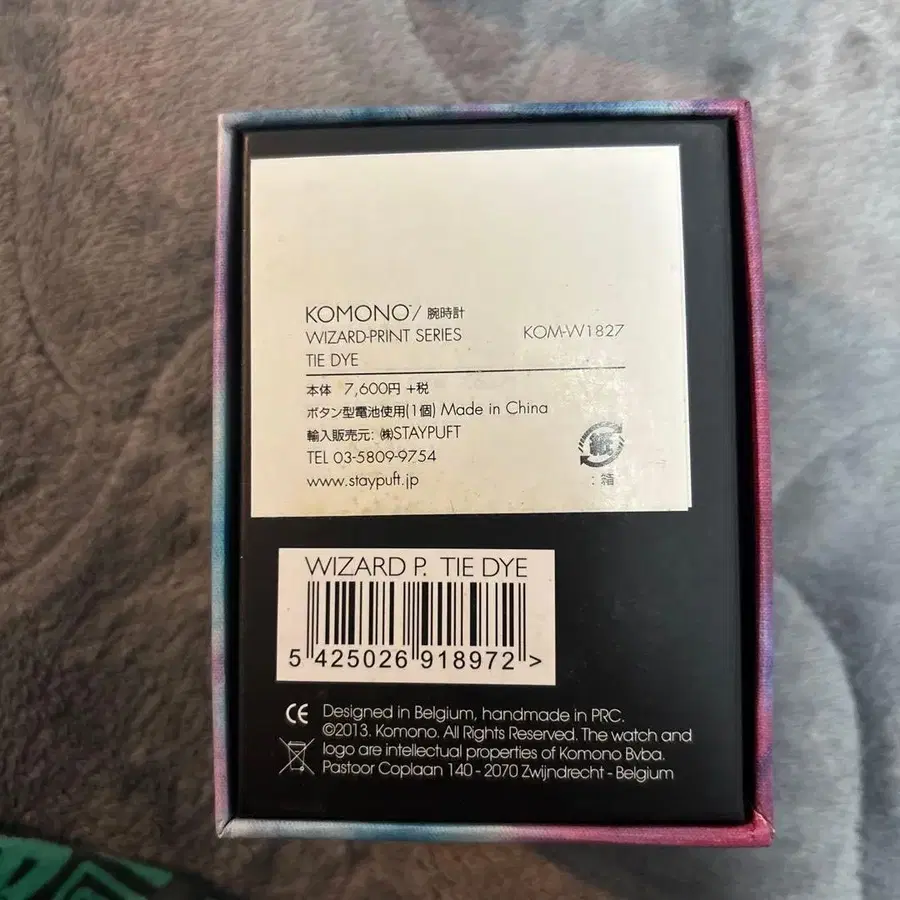 KOMONO™/ 腕時計
WIZARD-PRINT SERIES KOM-W1827
TIE DYE
本体 7,600円 +税
ボタン型電池使用(1個) Made in China
輸入販売元: ㈱STAYPUFT
TEL 03-5809-9754
www.staypuft.jp
紙
: 箱
WIZARD P. TIE DYE
5 425026 918972 >
CE Designed in Belgium, handmade in PRC.
©2013. Komono. All Rights Reserved. The watch and
logo are intellectual properties of Komono Bvba.
Pastoor Coplaan 140 - 2070 Zwijndrecht - Belgium